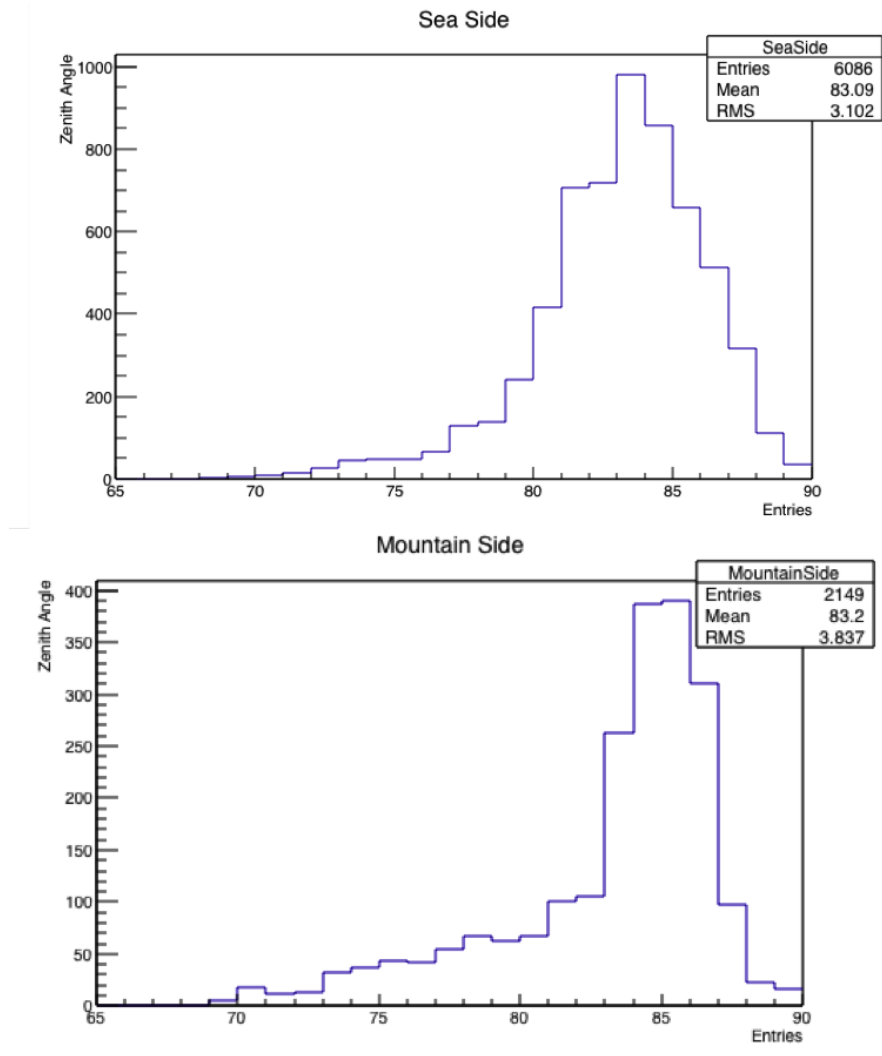 Sea Side
SeaSide
Entries 6086
Mean 83.09
RMS 3.102
Zenith Angle
1000
800
600
400
200
0
65 70 75 80 85 90
Entries
Mountain Side
MountainSide
Entries 2149
Mean 83.2
RMS 3.837
Zenith Angle
400
350
300
250
200
150
100
50
0
65 70 75 80 85 90
Entries